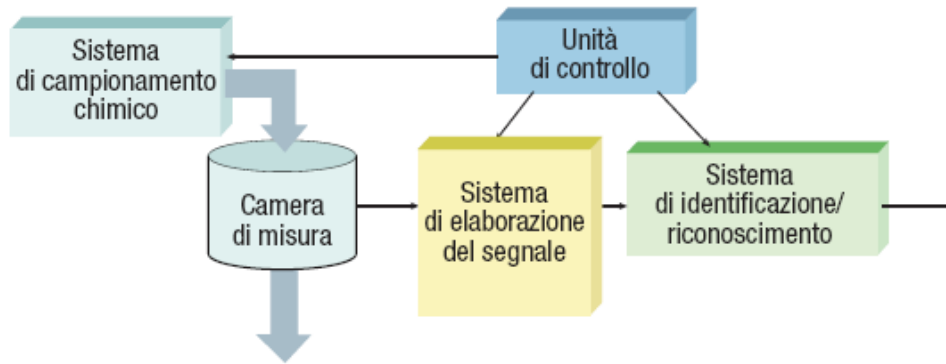 Sistema
di campionamento
chimico
Unità
di controllo
Camera
di misura
Sistema
di elaborazione
del segnale
Sistema
di identificazione/
riconoscimento